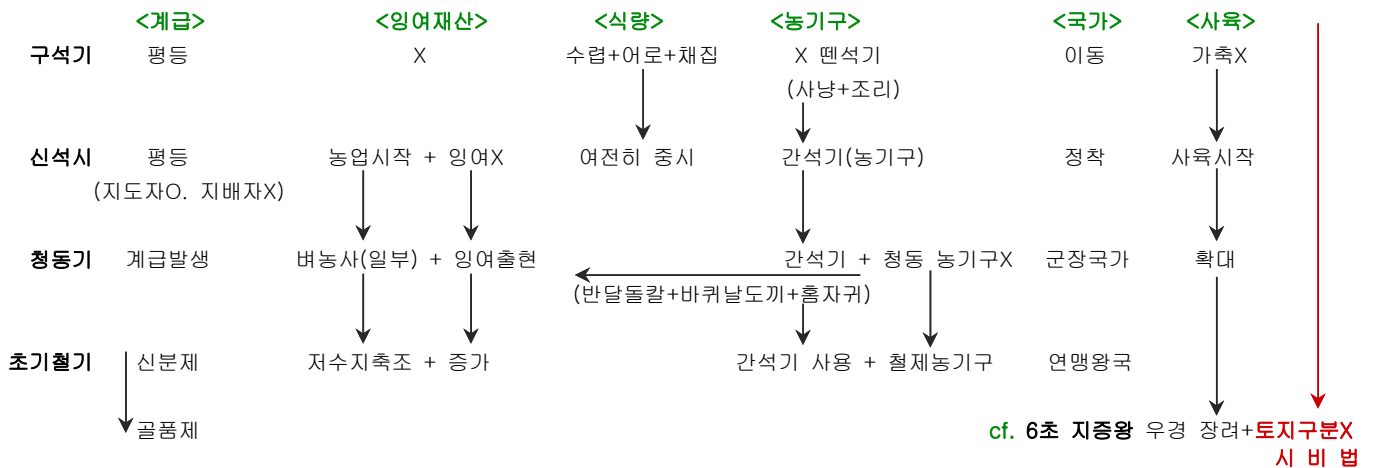 <계급> <잉여재산> <식량> <농기구> <국가> <사육>
구석기 평등 X 수렵+어로+채집 X 뗀석기 이동 가축X
(사냥+조리)
신석시 평등 농업시작 + 잉여X 여전히 중시 간석기(농기구) 정착 사육시작
(지도자O. 지배자X)
청동기 계급발생 벼농사(일부) + 잉여출현 간석기 + 청동 농기구X 군장국가 확대
(반달돌칼+바퀴날도끼+홈자귀)
초기철기 신분제 저수지축조 + 증가 간석기 사용 + 철제농기구 연맹왕국
골품제 cf. 6초 지증왕 우경 장려+토지구분X
시 비 법